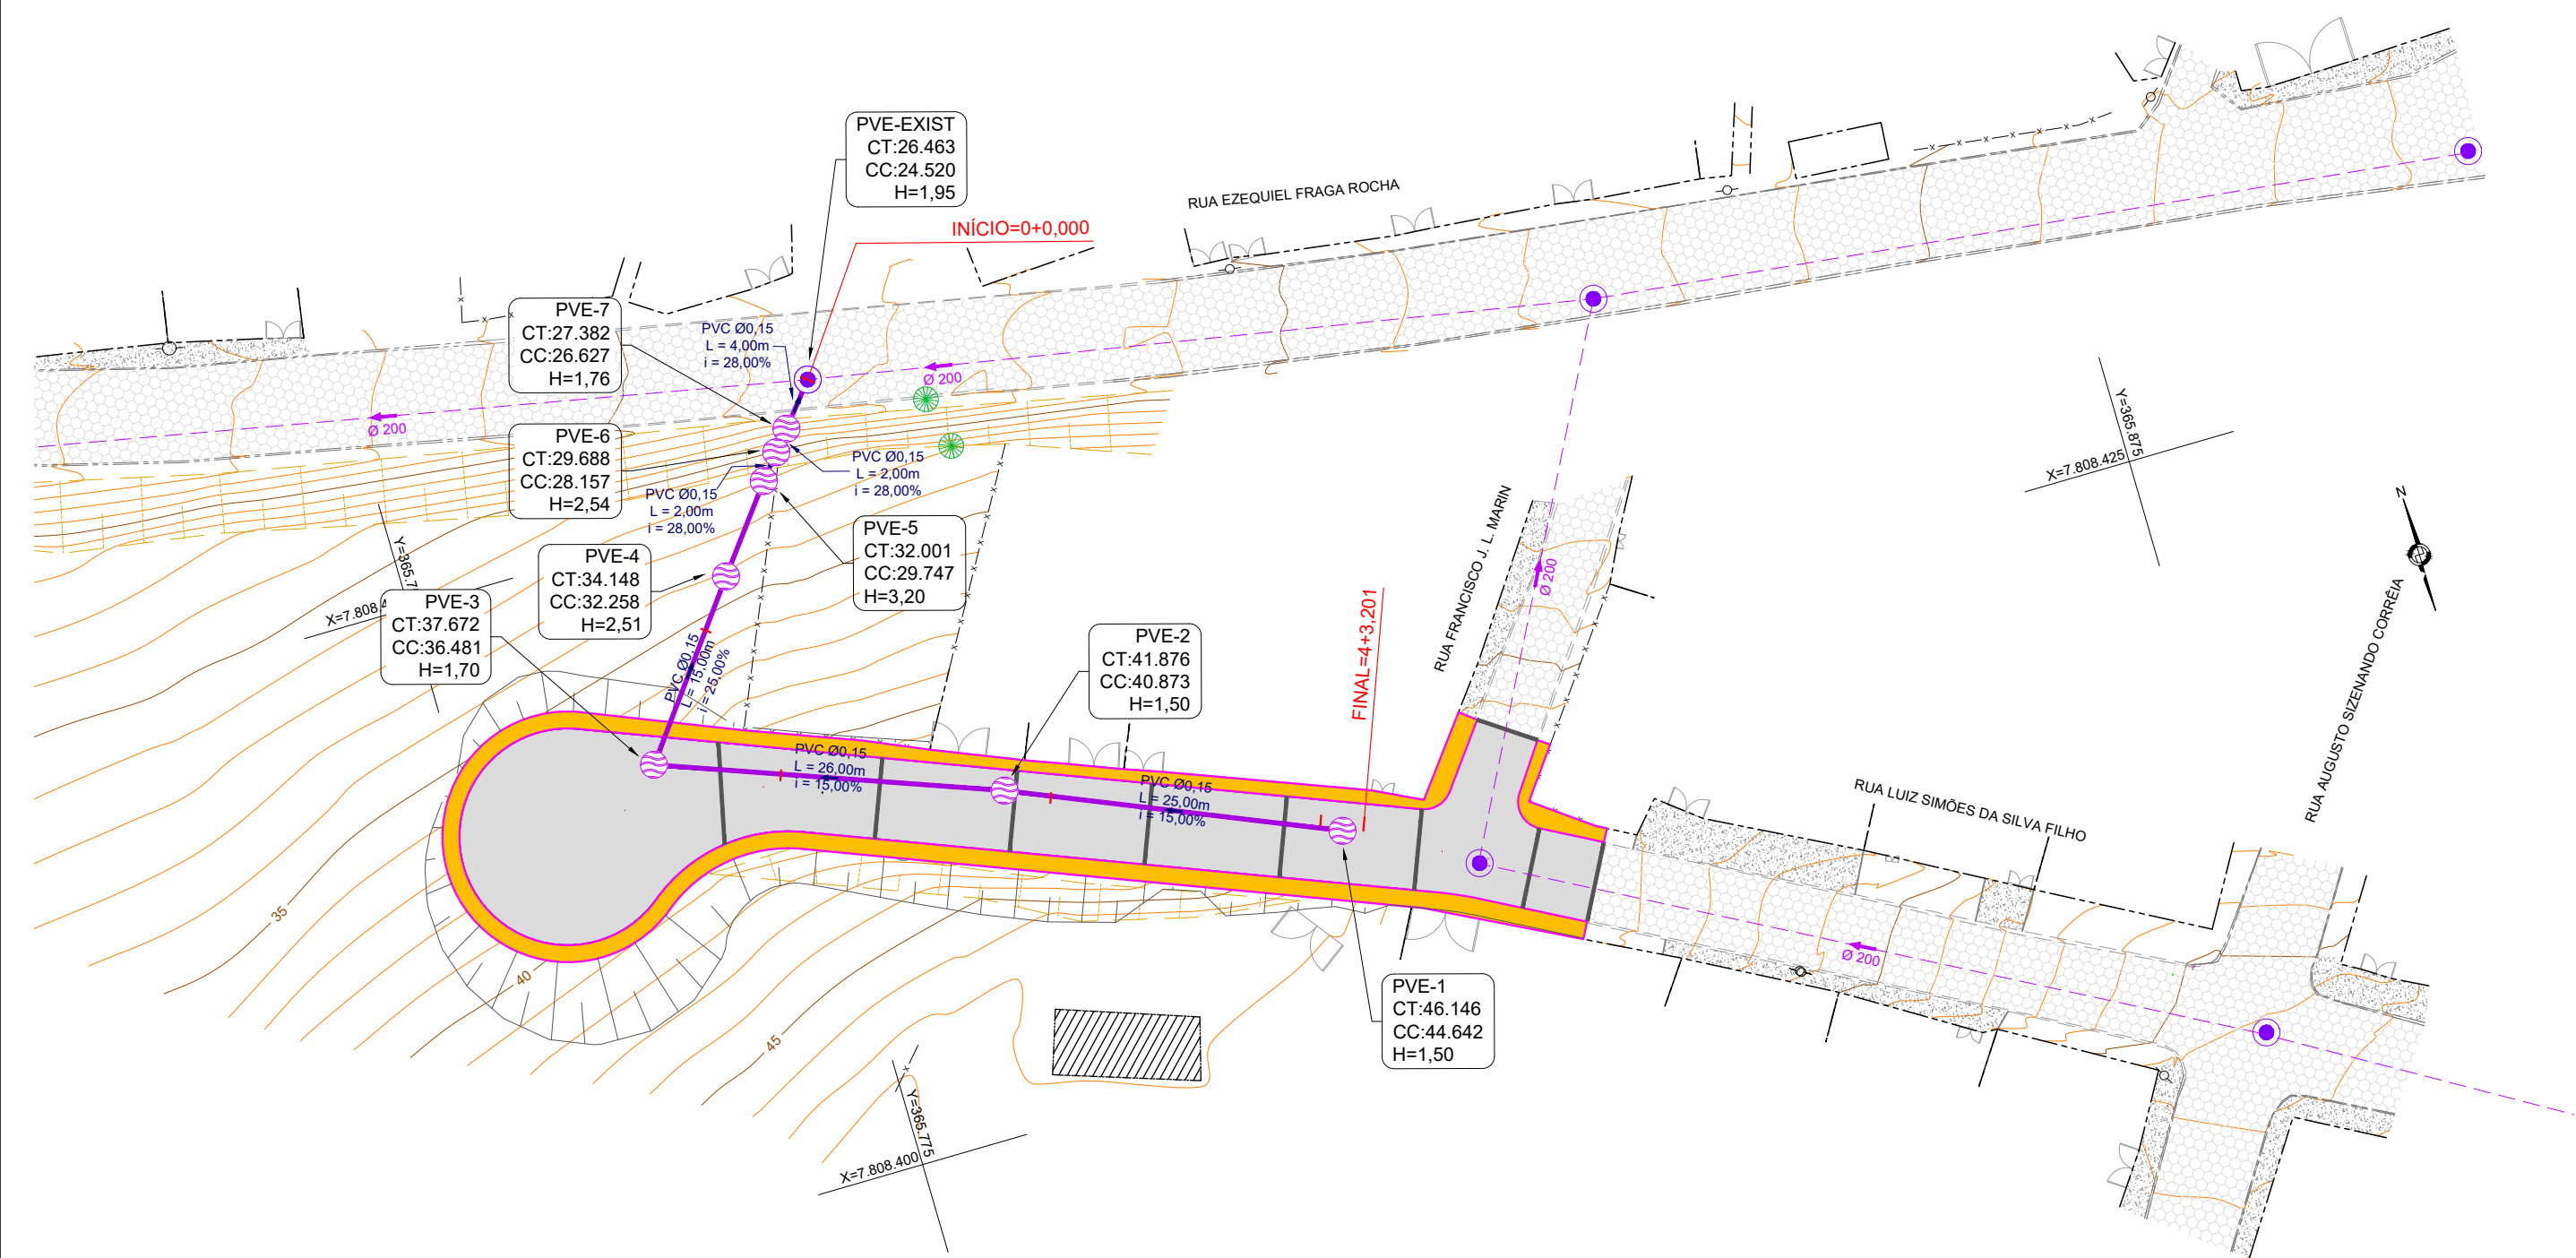 PVE-EXIST
CT:26.463
CC:24.520
H=1,95
INÍCIO=0+0,000
RUA EZEQUIEL FRAGA ROCHA
PVE-7
CT:27.382
CC:26.627
H=1,76
PVC Ø0,15
L = 4,00m
i = 28,00%
Ø 200
Ø 200
PVE-6
CT:29.688
CC:28.157
H=2,54
PVC Ø0,15
L = 2,00m
i = 28,00%
PVC Ø0,15
L = 2,00m
i = 28,00%
PVE-5
CT:32.001
CC:29.747
H=3,20
PVE-4
CT:34.148
CC:32.258
H=2,51
Y=365.7
X=7.808.4
PVE-3
CT:37.672
CC:36.481
H=1,70
PVC Ø0,15
L = 15,00m
i = 25,00%
PVE-2
CT:41.876
CC:40.873
H=1,50
FINAL=4+3,201
RUA FRANCISCO J. L. MARIN
Ø 200
Y=365.875
X=7.808.425
N
RUA AUGUSTO SIZENANDO CORRÊIA
RUA LUIZ SIMÕES DA SILVA FILHO
PVC Ø0,15
L = 26,00m
i = 15,00%
PVC Ø0,15
L = 25,00m
i = 15,00%
35
40
45
Ø 200
PVE-1
CT:46.146
CC:44.642
H=1,50
Y=365.775
X=7.808.400